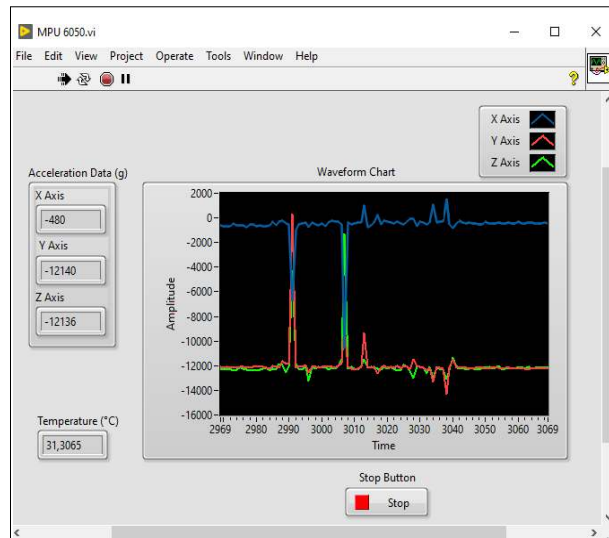 MPU 6050.vi
File Edit View Project Operate Tools Window Help
X Axis
Y Axis
Z Axis
Acceleration Data (g)
X Axis
-480
Y Axis
-12140
Z Axis
-12136
Waveform Chart
Amplitude
2000
0
-2000
-4000
-6000
-8000
-10000
-12000
-14000
-16000
2969 2980 2990 3000 3010 3020 3030 3040 3050 3060 3069
Time
Temperature (°C)
31,3065
Stop Button
Stop